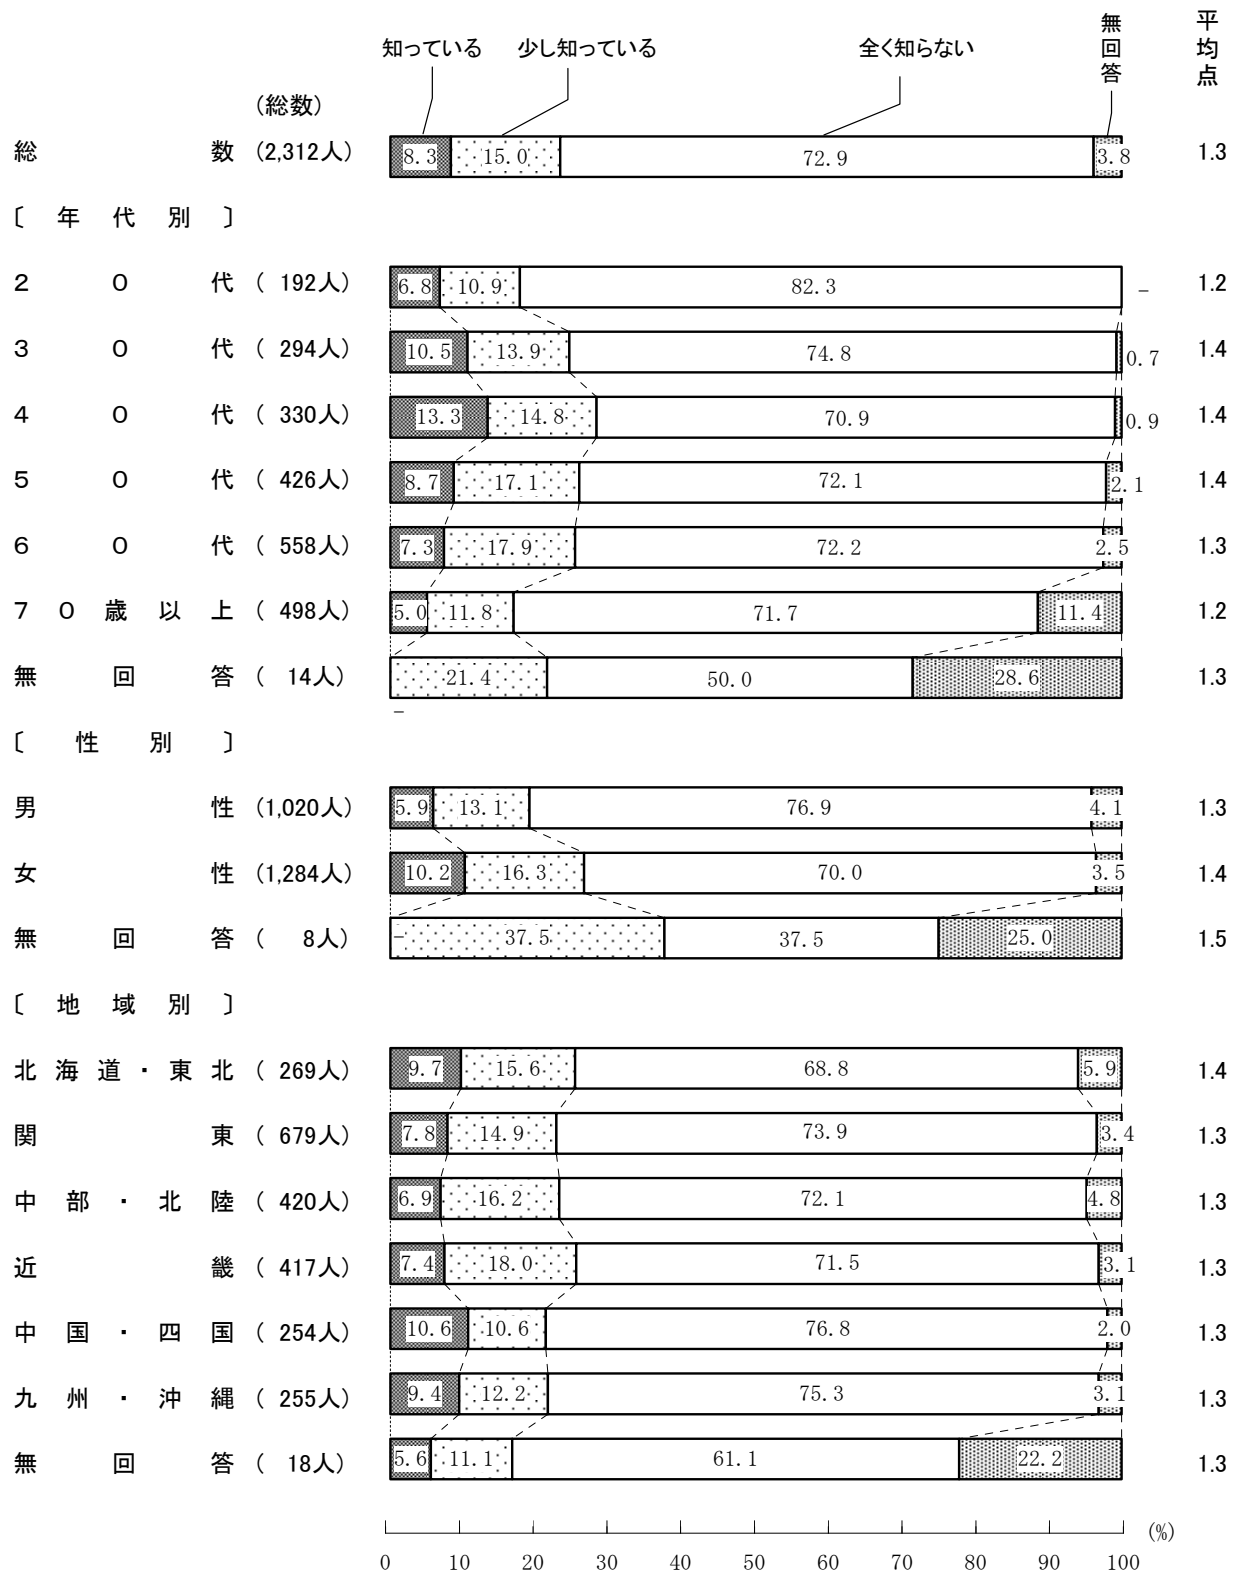 知っている 少し知っている 全く知らない 無回答 平均点
(総数)
総数 (2,312人) 8.3 15.0 72.9 3.8 1.3
〔年代別〕
20代 ( 192人) 6.8 10.9 82.3 - 1.2
30代 ( 294人) 10.5 13.9 74.8 0.7 1.4
40代 ( 330人) 13.3 14.8 70.9 0.9 1.4
50代 ( 426人) 8.7 17.1 72.1 2.1 1.4
60代 ( 558人) 7.3 17.9 72.2 2.5 1.3
70歳以上 ( 498人) 5.0 11.8 71.7 11.4 1.2
無回答 ( 14人) - 21.4 50.0 28.6 1.3
〔性別〕
男性 (1,020人) 5.9 13.1 76.9 4.1 1.3
女性 (1,284人) 10.2 16.3 70.0 3.5 1.4
無回答 ( 8人) - 37.5 37.5 25.0 1.5
〔地域別〕
北海道・東北 ( 269人) 9.7 15.6 68.8 5.9 1.4
関東 ( 679人) 7.8 14.9 73.9 3.4 1.3
中部・北陸 ( 420人) 6.9 16.2 72.1 4.8 1.3
近畿 ( 417人) 7.4 18.0 71.5 3.1 1.3
中国・四国 ( 254人) 10.6 10.6 76.8 2.0 1.3
九州・沖縄 ( 255人) 9.4 12.2 75.3 3.1 1.3
無回答 ( 18人) 5.6 11.1 61.1 22.2 1.3
(%)
0 10 20 30 40 50 60 70 80 90 100